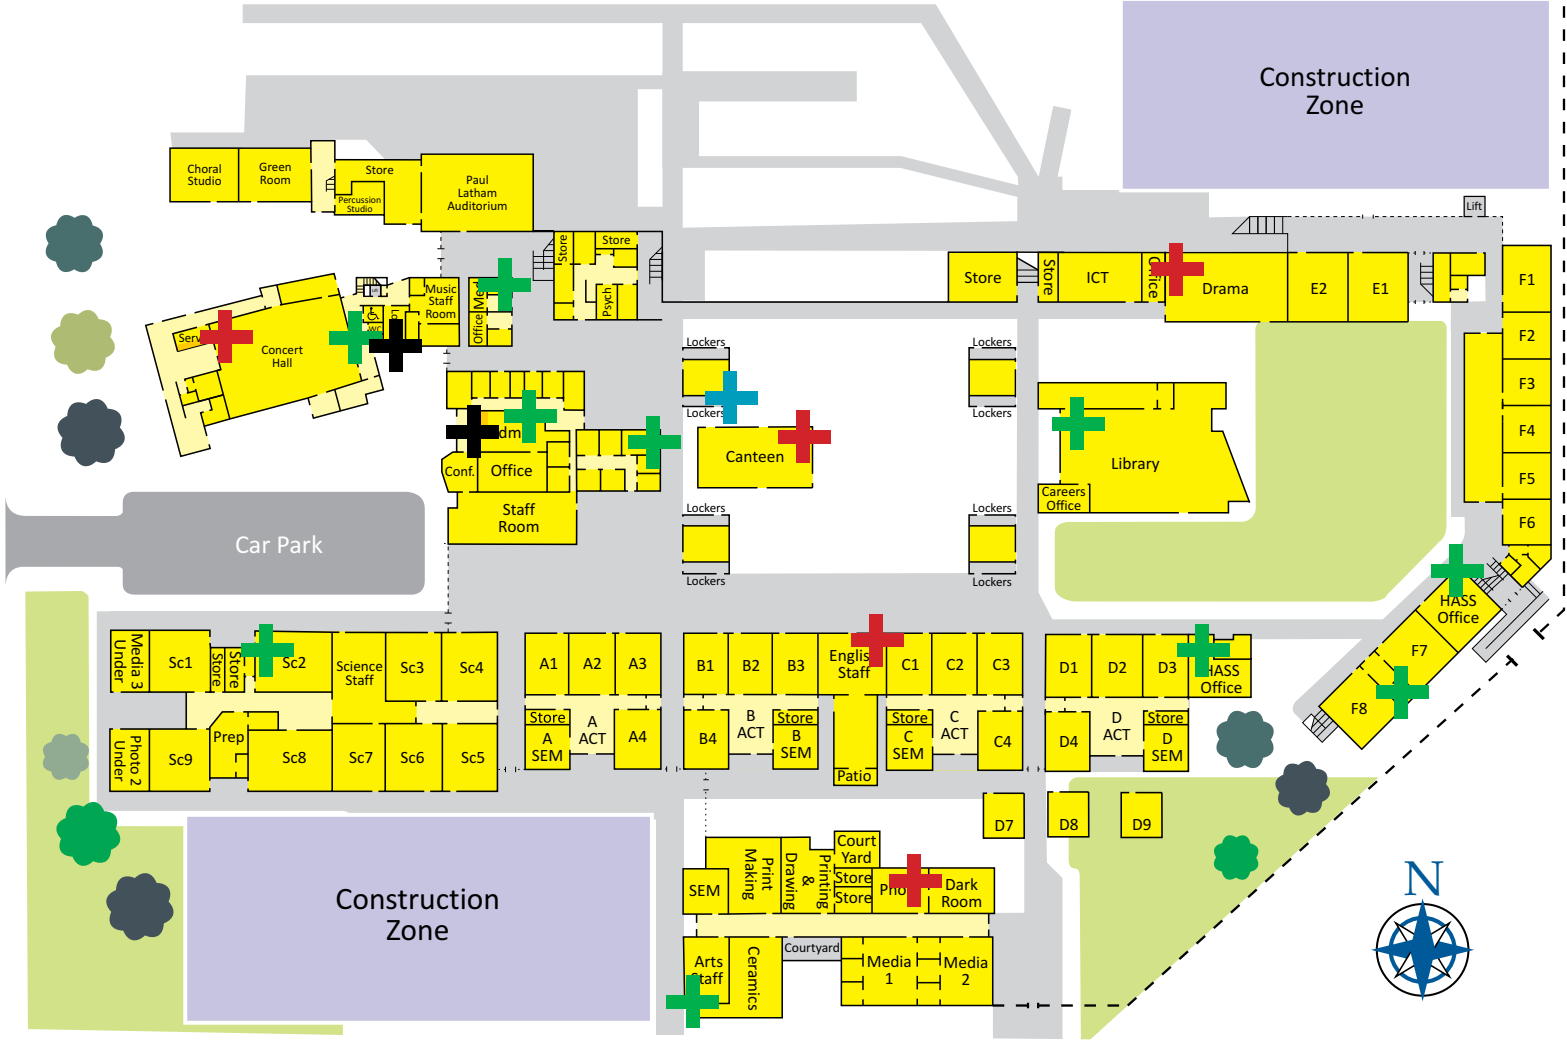 Construction
Zone
Choral
Studio
Green
Room
Store
Percussion
Studio
Paul
Latham
Auditorium
Lift
Store
Store
Psych
Music
Staff
Room
Office
WC
Concert
Hall
Store
Store
ICT
Drama
E2
E1
F1
F2
F3
F4
F5
F6
Lockers
Lockers
Lockers
Lockers
Canteen
Library
Careers
Office
Conf.
Office
Staff
Room
Lockers
Lockers
Lockers
Lockers
Car Park
HASS
Office
F7
F8
Media 3
Under
Sc1
Store
Store
Sc2
Science
Staff
Sc3
Sc4
A1
A2
A3
B1
B2
B3
Staff
C1
C2
C3
D1
D2
D3
HASS
Office
Photo 2
Under
Sc9
Prep
Sc8
Sc7
Sc6
Sc5
Store
A
SEM
A
ACT
A4
B4
B
ACT
Store
B
SEM
Patio
Store
C
SEM
C
ACT
C4
D4
D
ACT
Store
D
SEM
D7
D8
D9
Construction
Zone
SEM
Print
Making
Drawing
&
Printing
Court
Yard
Store
Store
Dark
Room
Arts
Staff
Ceramics
Courtyard
Media
1
Media
2
N